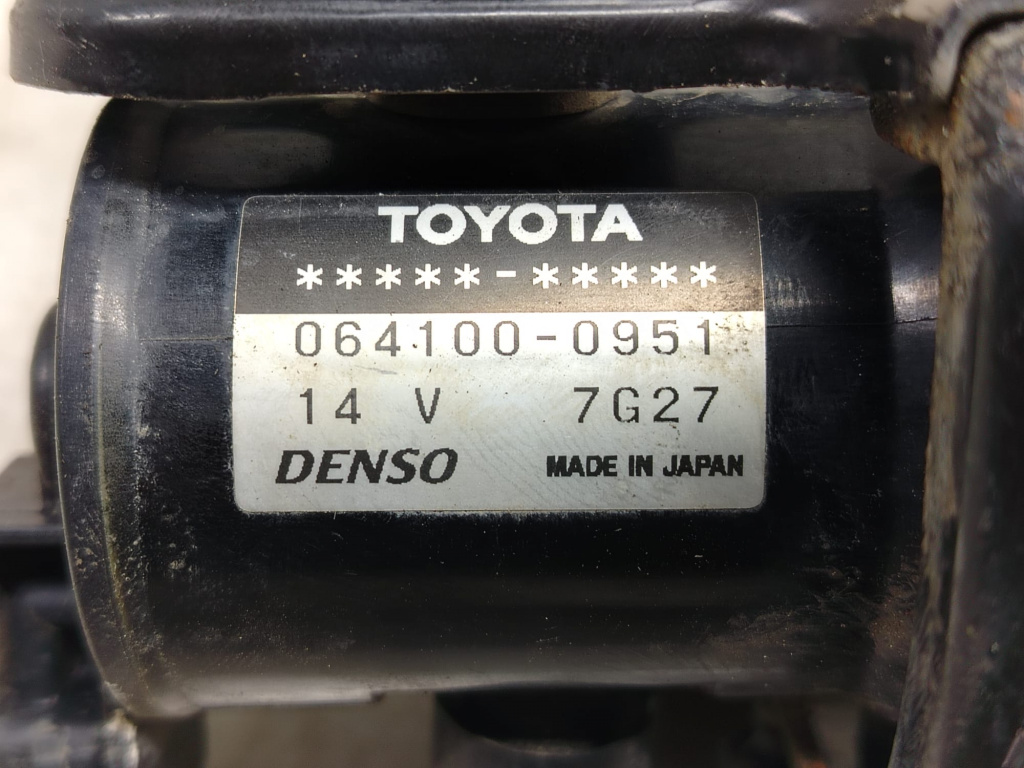 TOYOTA
*****-*****
064100-0951
14 V 7G27
DENSO MADE IN JAPAN